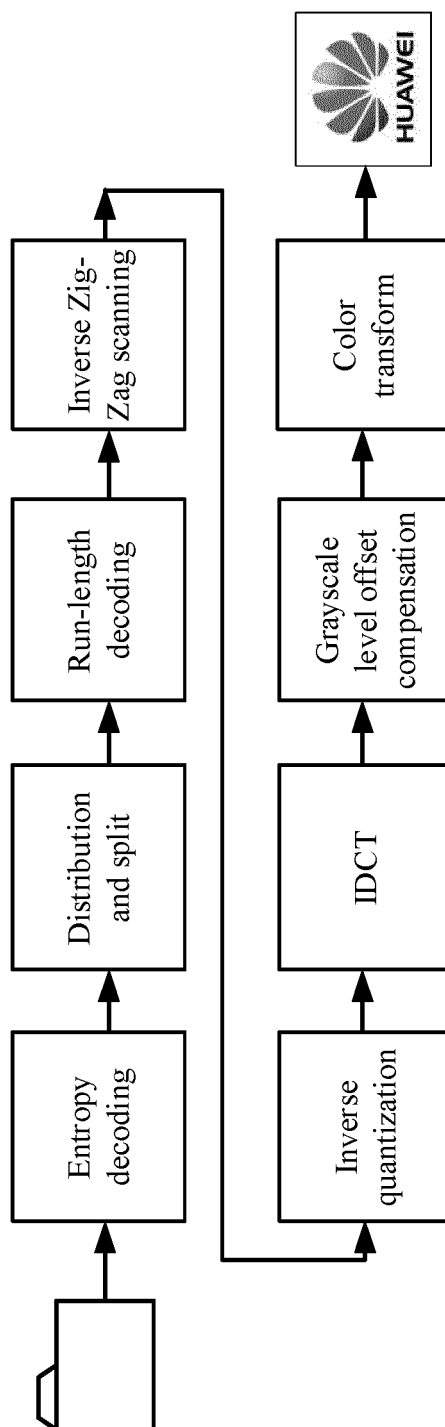 Entropy
decoding
Distribution
and split
Run-length
decoding
Inverse Zig-
Zag scanning
Inverse
quantization
IDCT
Grayscale
level offset
compensation
Color
transform
HUAWEI